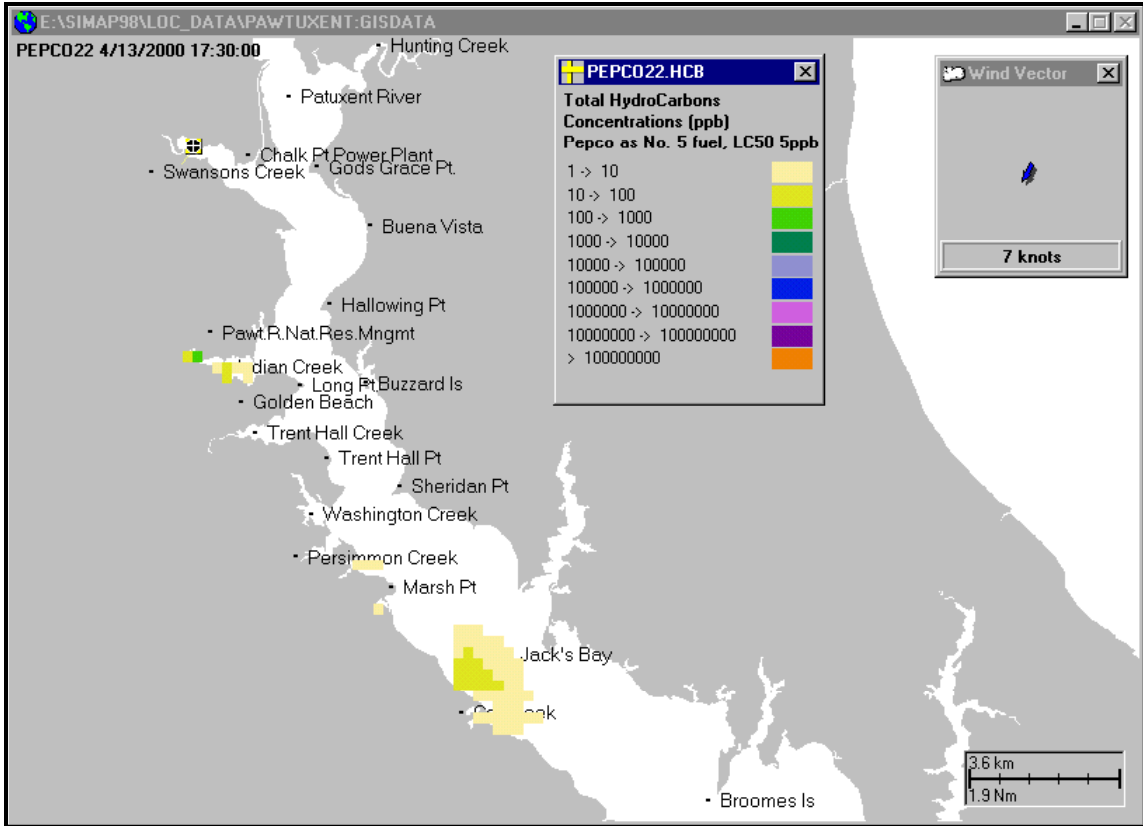 E:\SIMAP98\LOC_DATA\PAWTUXENT:GISDATA
PEPCO22 4/13/2000 17:30:00
Hunting Creek
Patuxent River
Chalk Pt Power Plant
Swansons Creek
Gods Grace Pt.
Buena Vista
Hallowing Pt
Pawt.R.Nat.Res.Mngmt
dian Creek
Long Pt
Buzzard Is
Golden Beach
Trent Hall Creek
Trent Hall Pt
Sheridan Pt
Washington Creek
Persimmon Creek
Marsh Pt
Jack's Bay
Broomes Is
PEPCO22.HCB
Total HydroCarbons
Concentrations (ppb)
Pepco as No. 5 fuel, LC50 5ppb
1 -> 10
10 -> 100
100 -> 1000
1000 -> 10000
10000 -> 100000
100000 -> 1000000
1000000 -> 10000000
10000000 -> 100000000
> 100000000
Wind Vector
7 knots
3.6 km
1.9 Nm